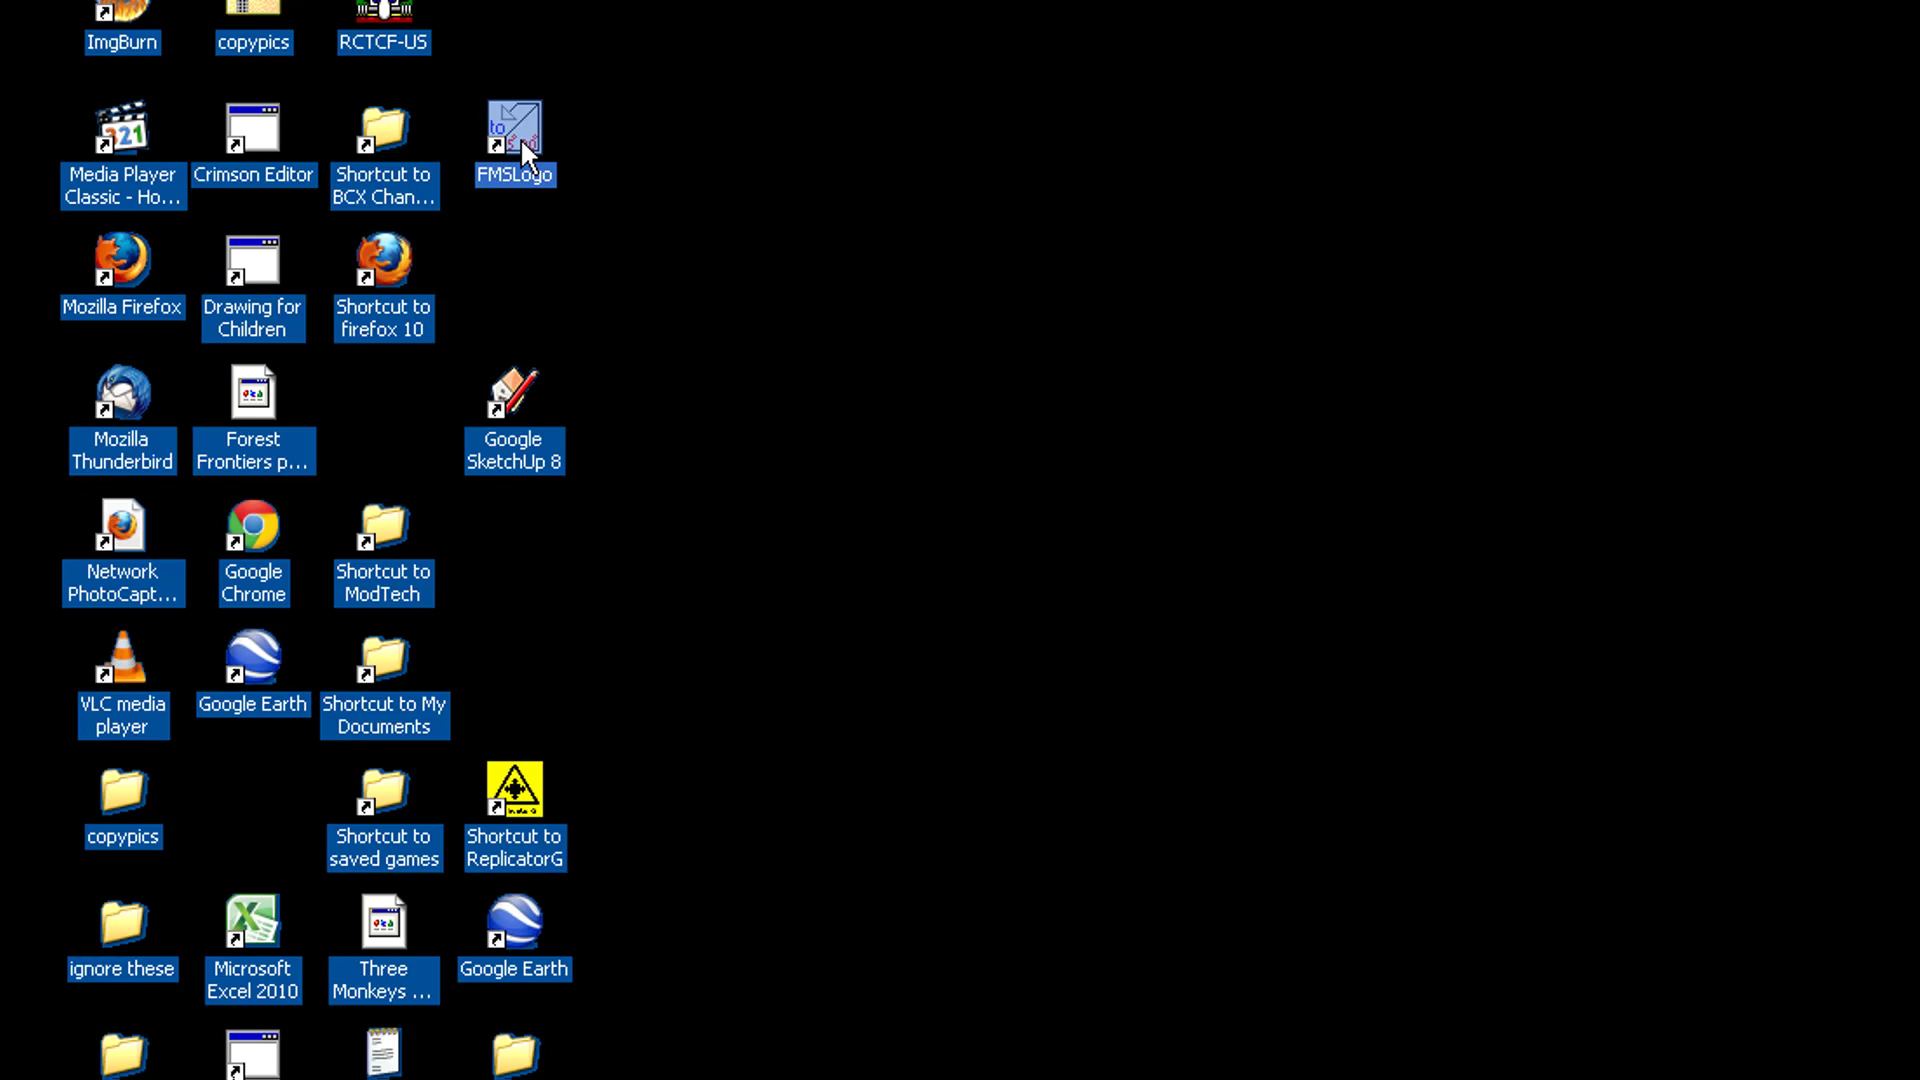 ImgBurn
copypics
RCTCF-US
Media Player
Classic - Ho...
Crimson Editor
Shortcut to
BCX Chan...
to
FMSLogo
Mozilla Firefox
Drawing for
Children
Shortcut to
firefox 10
Mozilla
Thunderbird
Forest
Frontiers p...
Google
SketchUp 8
Network
PhotoCapt...
Google
Chrome
Shortcut to
ModTech
VLC media
player
Google Earth
Shortcut to My
Documents
copypics
Shortcut to
saved games
Shortcut to
ReplicatorG
ignore these
Microsoft
Excel 2010
Three
Monkeys ...
Google Earth
321